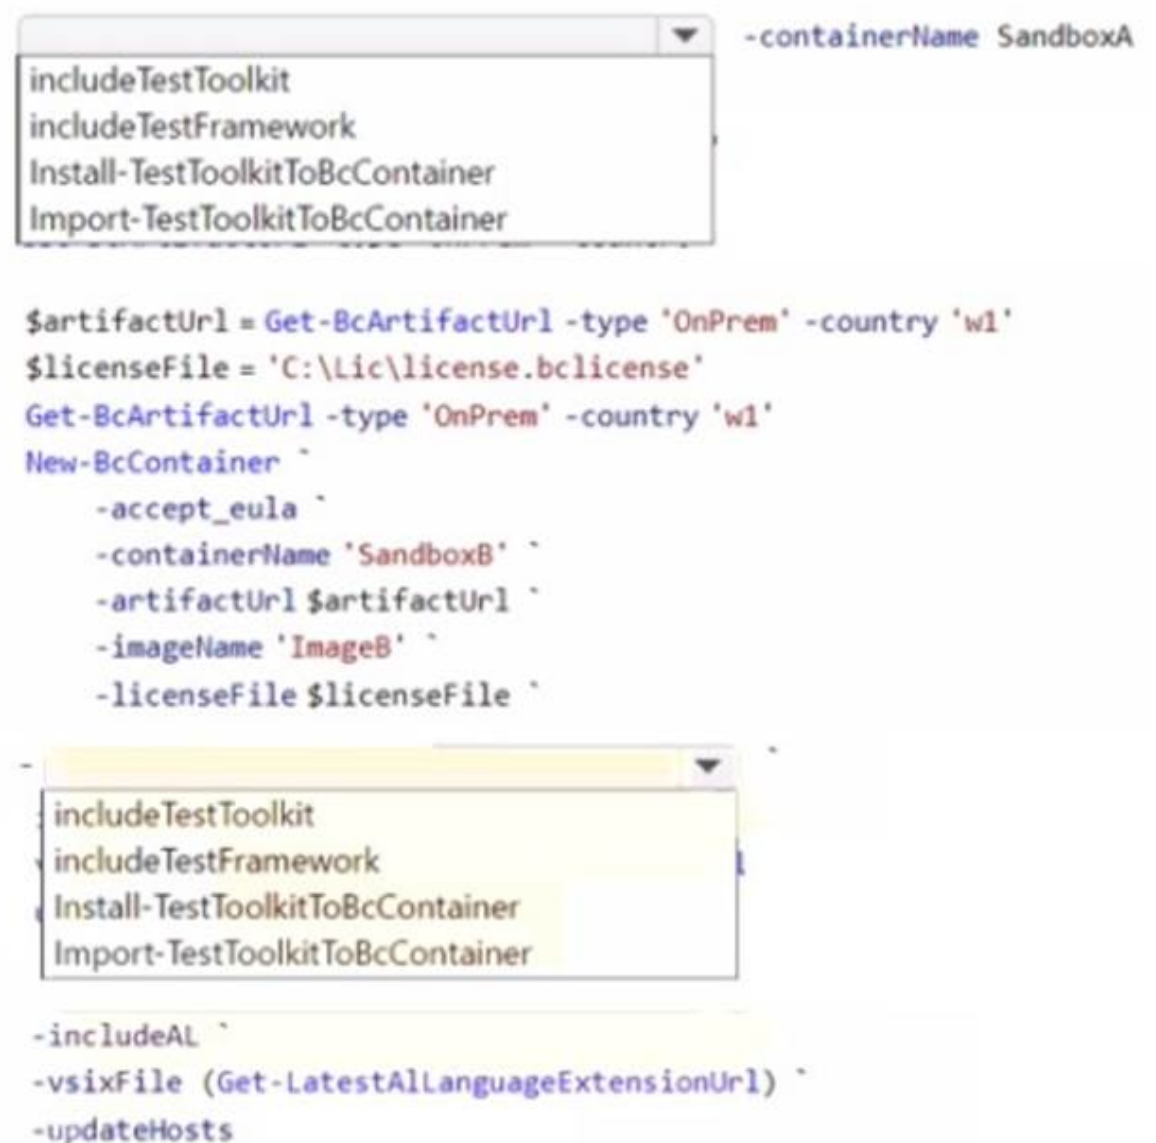 -containerName SandboxA
includeTestToolkit
includeTestFramework
Install-TestToolkitToBcContainer
Import-TestToolkitToBcContainer
$artifactUrl = Get-BcArtifactUrl -type 'OnPrem' -country 'w1'
$licenseFile = 'C:\Lic\license.bclicense'
Get-BcArtifactUrl -type 'OnPrem' -country 'w1'
New-BcContainer `
-accept_eula `
-containerName 'SandboxB' `
-artifactUrl $artifactUrl `
-imageName 'ImageB' `
-licenseFile $licenseFile `
- `
includeTestToolkit
includeTestFramework
Install-TestToolkitToBcContainer
Import-TestToolkitToBcContainer
-includeAL `
-vsixFile (Get-LatestAlLanguageExtensionUrl) `
-updateHosts